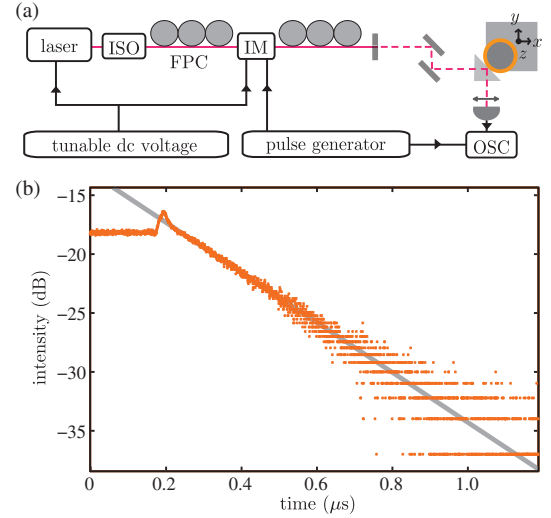 (a)
laser
ISO
FPC
IM
y
x
z
tunable dc voltage
pulse generator
OSC
(b)
−15
−20
−25
−30
−35
intensity (dB)
0
0.2
0.4
0.6
0.8
1.0
time (μs)